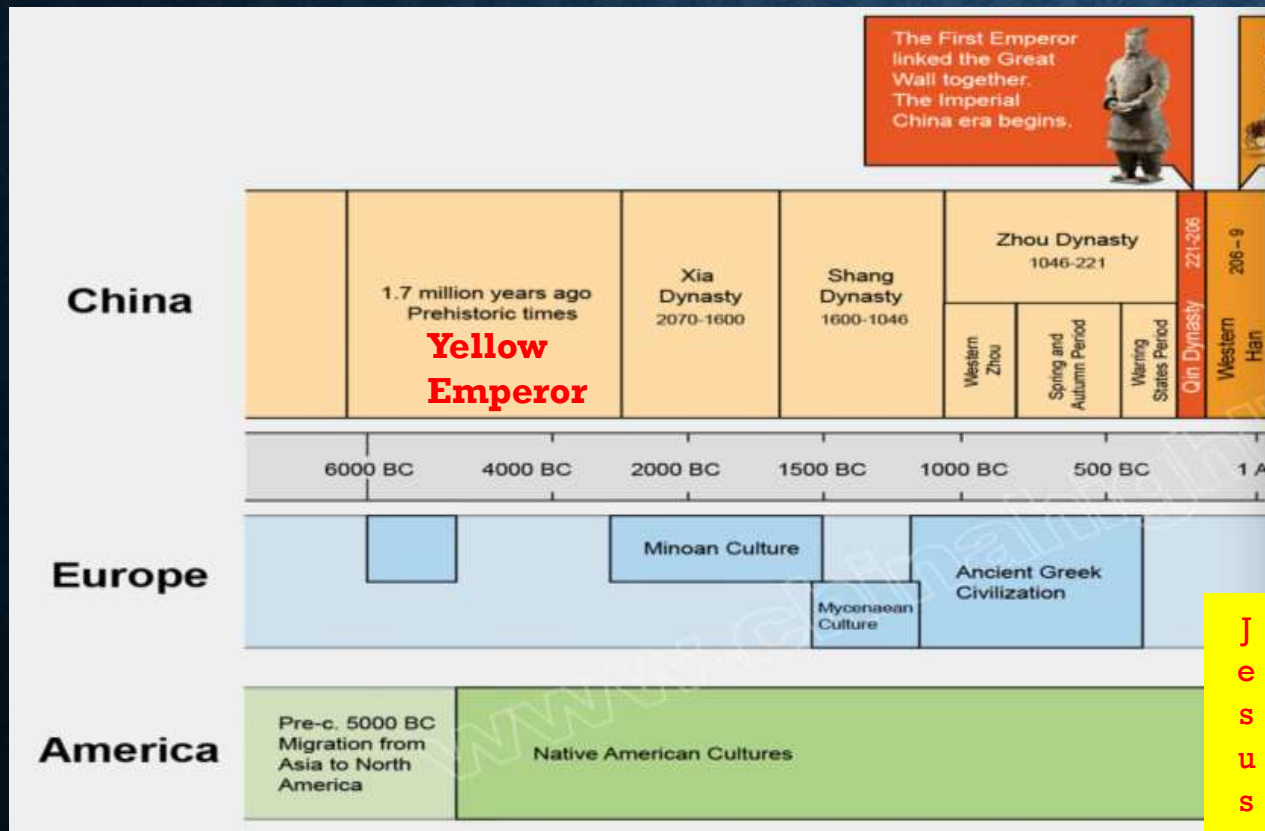 The First Emperor
linked the Great
Wall together.
The Imperial
China era begins.
China
1.7 million years ago
Prehistoric times
Yellow
Emperor
Xia
Dynasty
2070-1600
Shang
Dynasty
1600-1046
Zhou Dynasty
1046-221
Western
Zhou
Spring and
Autumn Period
Warring
States Period
Qin Dynasty 221-206
Western
Han
206 – 9
6000 BC
4000 BC
2000 BC
1500 BC
1000 BC
500 BC
1 A
Europe
Minoan Culture
Mycenaean
Culture
Ancient Greek
Civilization
America
Pre-c. 5000 BC
Migration from
Asia to North
America
Native American Cultures
J
e
s
u
s